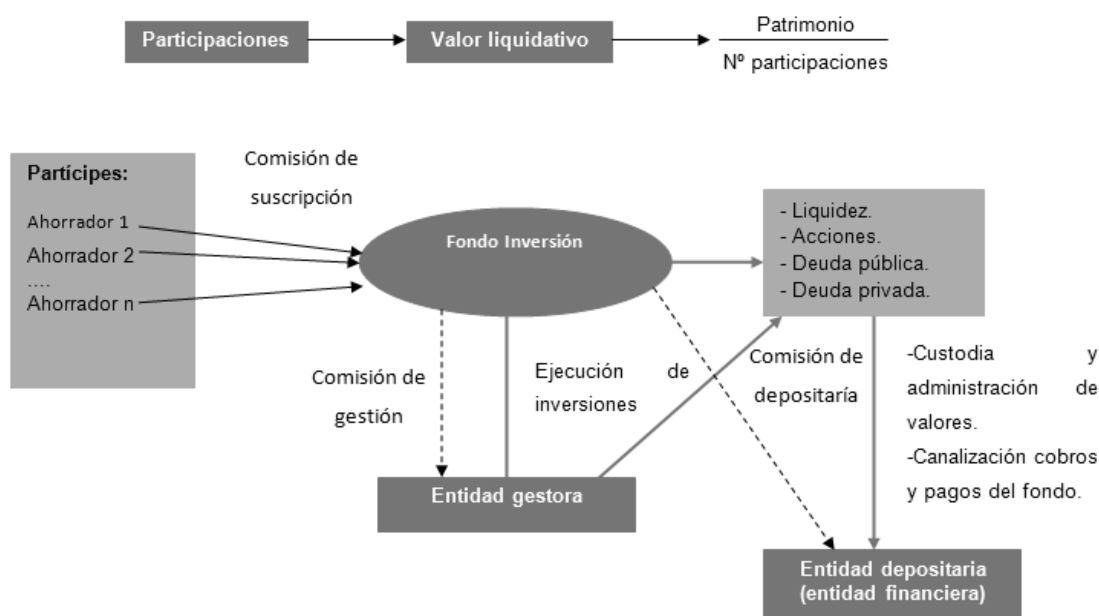 Participaciones
Valor liquidativo
Patrimonio
Nº participaciones
Partícipes:
Ahorrador 1
Ahorrador 2
....
Ahorrador n
Comisión de
suscripción
Fondo Inversión
- Liquidez.
- Acciones.
- Deuda pública.
- Deuda privada.
Comisión de
gestión
Ejecución de
inversiones
Comisión de
depositaría
-Custodia y
administración de
valores.
-Canalización cobros
y pagos del fondo.
Entidad gestora
Entidad depositaria
(entidad financiera)